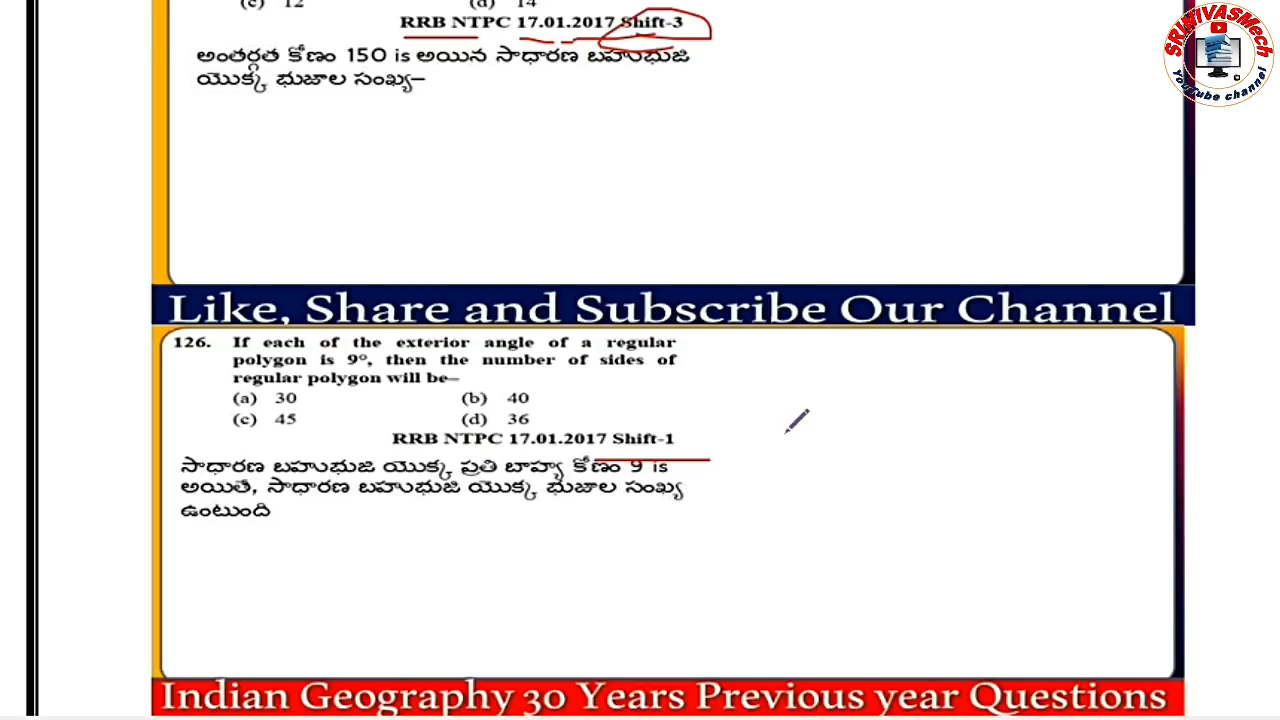 (c) 12 (d) 14
RRB NTPC 17.01.2017 Shift-3
అంతర్గత కోణం 150 is అయిన సాధారణ బహుభుజి
యొక్క భుజాల సంఖ్య–
SRINIVASMech
YouTube channel
Like, Share and Subscribe Our Channel
126. If each of the exterior angle of a regular
polygon is 9°, then the number of sides of
regular polygon will be–
(a) 30 (b) 40
(c) 45 (d) 36
RRB NTPC 17.01.2017 Shift-1
సాధారణ బహుభుజి యొక్క ప్రతి బాహ్య కోణం 9 is
అయితే, సాధారణ బహుభుజి యొక్క భుజాల సంఖ్య
ఉంటుంది
Indian Geography 30 Years Previous year Questions